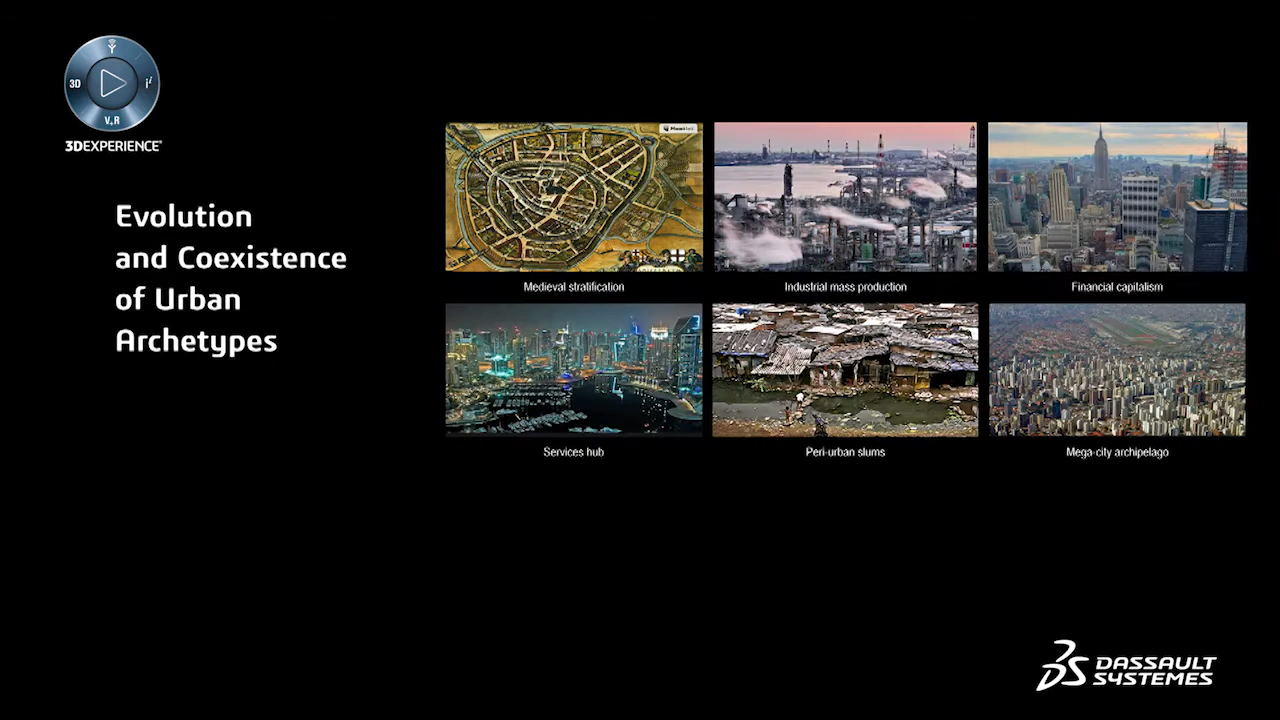 3D
V,R
3DEXPERIENCE®
Evolution
and Coexistence
of Urban
Archetypes
Medieval stratification
Industrial mass production
Financial capitalism
Services hub
Peri-urban slums
Mega-city archipelago
DASSAULT
SYSTEMES